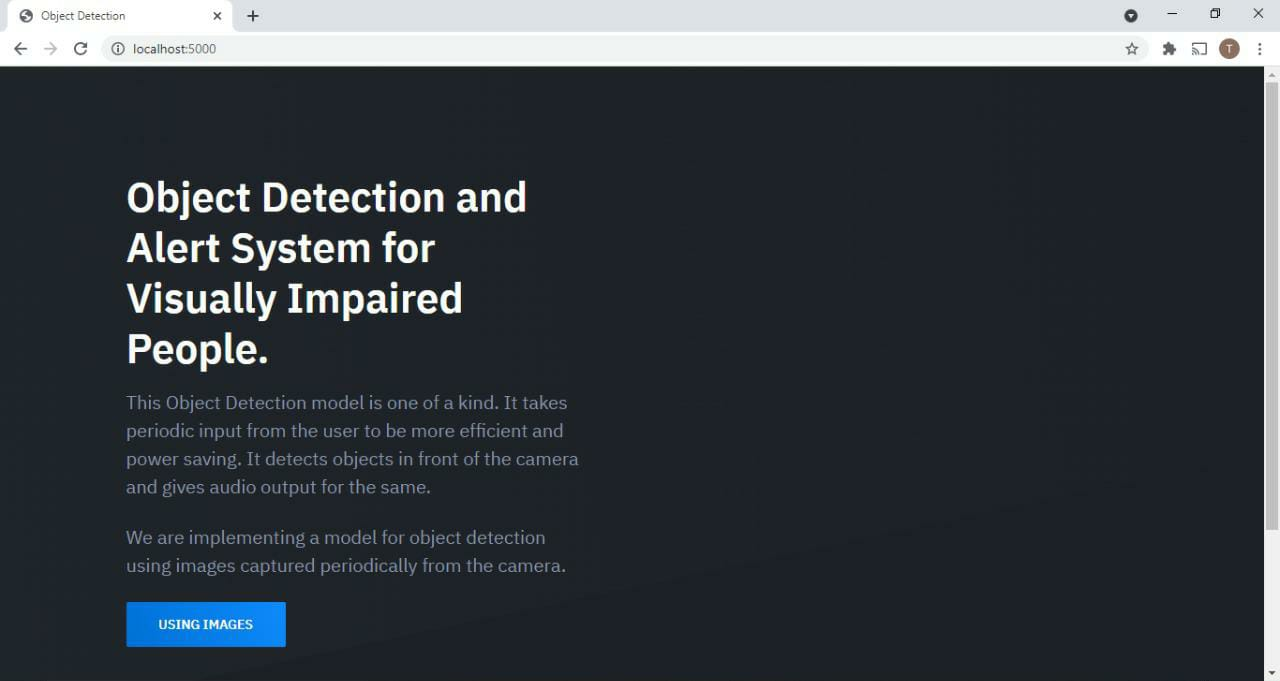 Object Detection
localhost:5000
T
Object Detection and
Alert System for
Visually Impaired
People.
This Object Detection model is one of a kind. It takes
periodic input from the user to be more efficient and
power saving. It detects objects in front of the camera
and gives audio output for the same.
We are implementing a model for object detection
using images captured periodically from the camera.
USING IMAGES